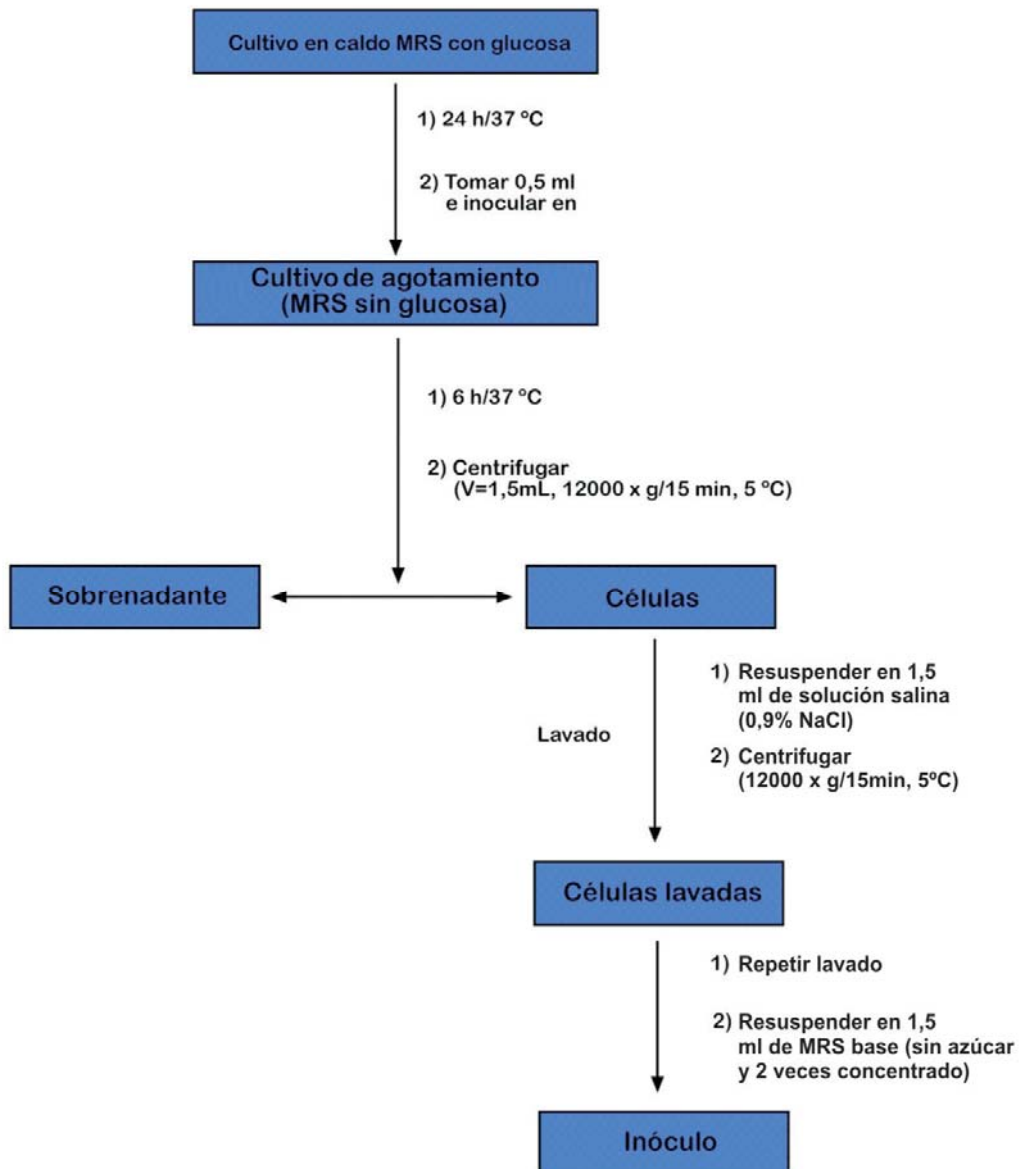 Cultivo en caldo MRS con glucosa
1) 24 h/37 ºC
2) Tomar 0,5 ml
e inocular en
Cultivo de agotamiento
(MRS sin glucosa)
1) 6 h/37 ºC
2) Centrifugar
(V=1,5mL, 12000 x g/15 min, 5 ºC)
Sobrenadante
Células
1) Resuspender en 1,5
ml de solución salina
(0,9% NaCl)
Lavado
2) Centrifugar
(12000 x g/15min, 5ºC)
Células lavadas
1) Repetir lavado
2) Resuspender en 1,5
ml de MRS base (sin azúcar
y 2 veces concentrado)
Inóculo